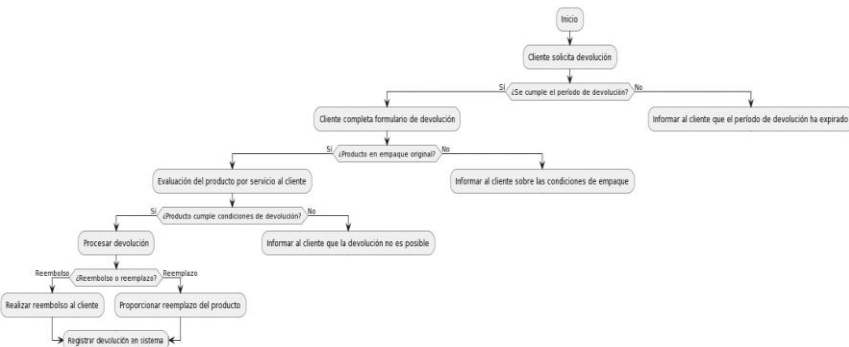 Inicio
Cliente solicita devolución
Sí
¿Se cumple el período de devolución?
No
Cliente completa formulario de devolución
Informar al cliente que el período de devolución ha expirado
Sí
¿Producto en empaque original?
No
Evaluación del producto por servicio al cliente
Informar al cliente sobre las condiciones de empaque
Sí
¿Producto cumple condiciones de devolución?
No
Procesar devolución
Informar al cliente que la devolución no es posible
Reembolso
¿Reembolso o reemplazo?
Reemplazo
Realizar reembolso al cliente
Proporcionar reemplazo del producto
Registrar devolución en sistema